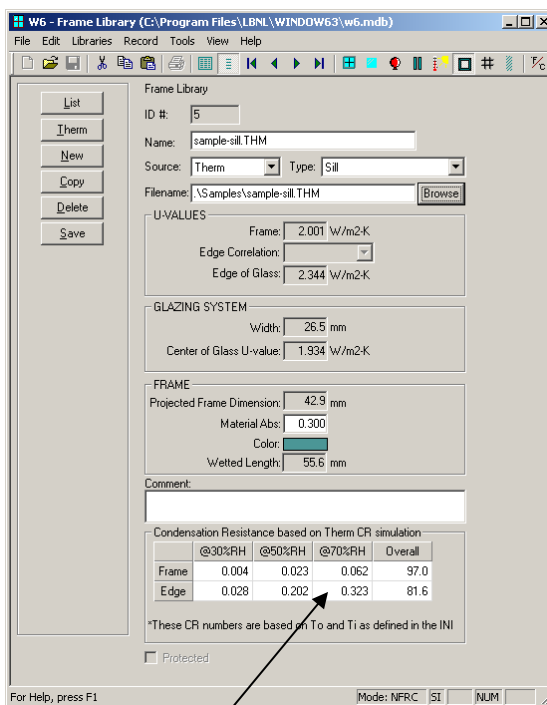 W6 - Frame Library (C:\Program Files\LBNL\WINDOW63\w6.mdb)
File Edit Libraries Record Tools View Help
List
Therm
New
Copy
Delete
Save
Frame Library
ID #: 5
Name: sample-sill.THM
Source: Therm Type: Sill
Filename: .\Samples\sample-sill.THM Browse
U-VALUES
Frame: 2.001 W/m2-K
Edge Correlation:
Edge of Glass: 2.344 W/m2-K
GLAZING SYSTEM
Width: 26.5 mm
Center of Glass U-value: 1.934 W/m2-K
FRAME
Projected Frame Dimension: 42.9 mm
Material Abs: 0.300
Color:
Wetted Length: 55.6 mm
Comment:
Condensation Resistance based on Therm CR simulation
@30%RH @50%RH @70%RH Overall
Frame 0.004 0.023 0.062 97.0
Edge 0.028 0.202 0.323 81.6
*These CR numbers are based on To and Ti as defined in the INI
Protected
For Help, press F1 Mode: NFRC SI NUM